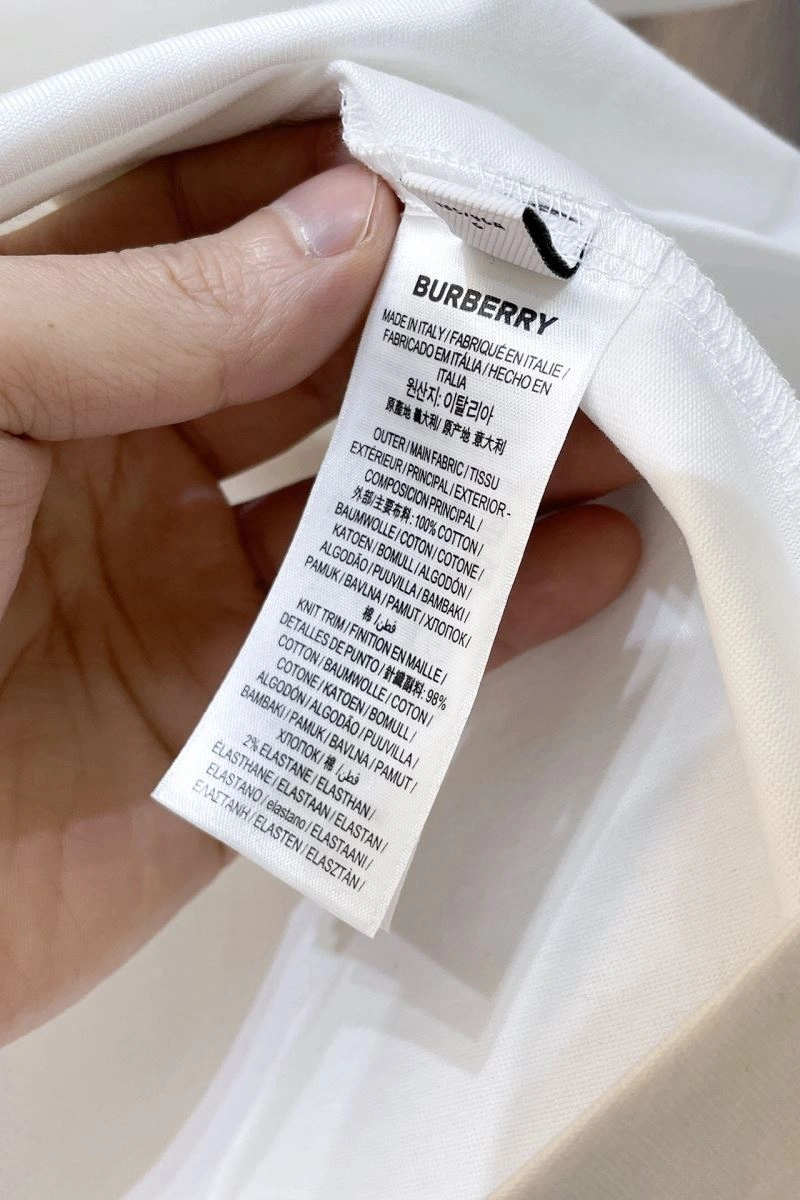 BURBERRY
MADE IN ITALY / FABRIQUÉ EN ITALIE /
FABRICADO EM ITÁLIA / HECHO EN
ITALIA
원산지: 이탈리아
原產地 義大利/ 原产地 意大利
OUTER / MAIN FABRIC / TISSU
EXTÉRIEUR / PRINCIPAL / EXTERIOR -
COMPOSICION PRINCIPAL /
外部/主要布料: 100% COTTON /
BAUMWOLLE / COTON / COTONE /
KATOEN / BOMULL / ALGODÓN /
ALGODÃO / PUUVILLA / BAMBAKI /
PAMUK / BAVLNA / PAMUT / ХЛОПОК /
棉 /قطن
KNIT TRIM / FINITION EN MAILLE /
DETALLES DE PUNTO / 針織副料: 98%
COTTON / BAUMWOLLE / COTON /
COTONE / KATOEN / BOMULL /
ALGODÓN / ALGODÃO / PUUVILLA /
BAMBAKI / PAMUK / BAVLNA / PAMUT /
ХЛОПОК / 棉 /قطن
2% ELASTANE / ELASTHAN /
ELASTHANE / ELASTAAN / ELASTAN /
ELASTANO / elastano / ELASTAANI /
ΕΛΑΣΤΑΝΗ / ELASTEN / ELASZTÁN /